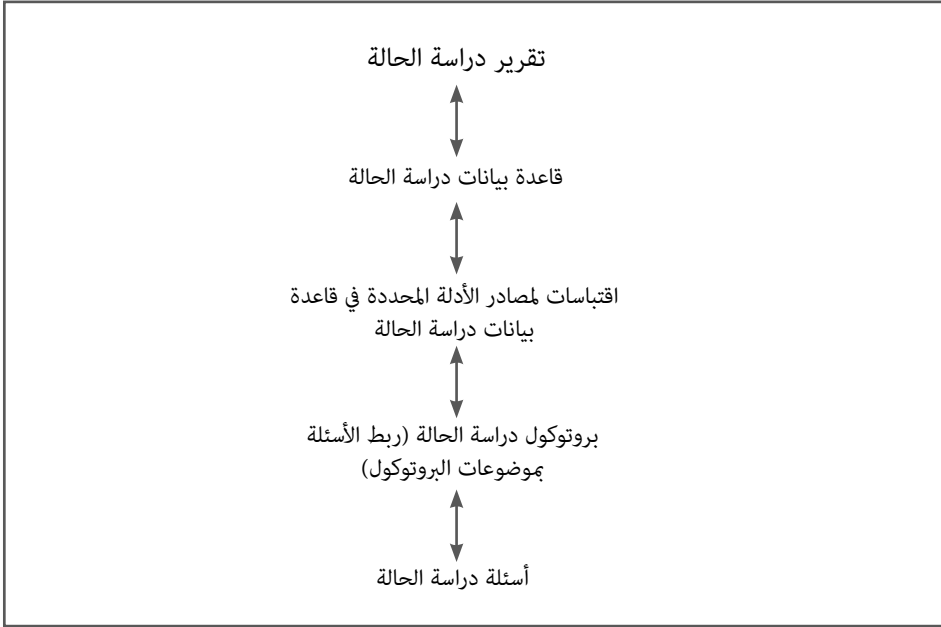 تقرير دراسة الحالة
قاعدة بيانات دراسة الحالة
اقتباسات لمصادر الأدلة المحددة في قاعدة
بيانات دراسة الحالة
بروتوكول دراسة الحالة (ربط الأسئلة
بموضوعات البروتوكول)
أسئلة دراسة الحالة